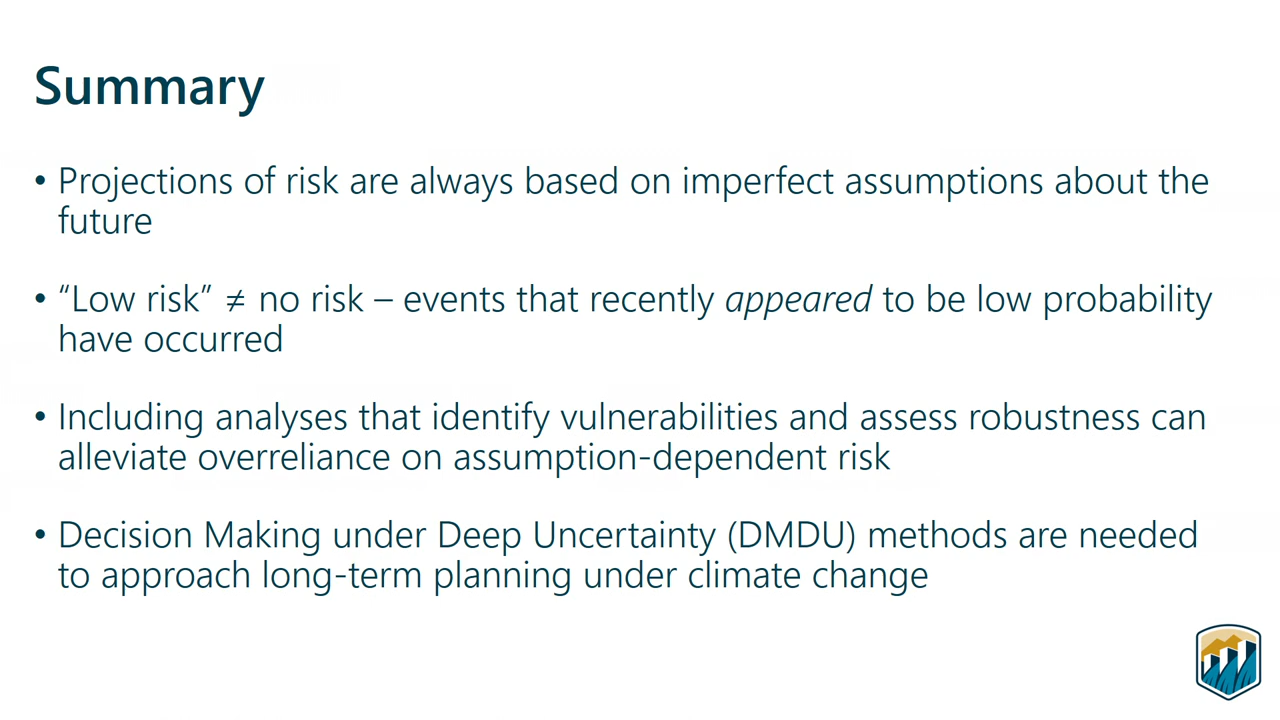 Summary
• Projections of risk are always based on imperfect assumptions about the
future
• “Low risk” ≠ no risk – events that recently appeared to be low probability
have occurred
• Including analyses that identify vulnerabilities and assess robustness can
alleviate overreliance on assumption-dependent risk
• Decision Making under Deep Uncertainty (DMDU) methods are needed
to approach long-term planning under climate change